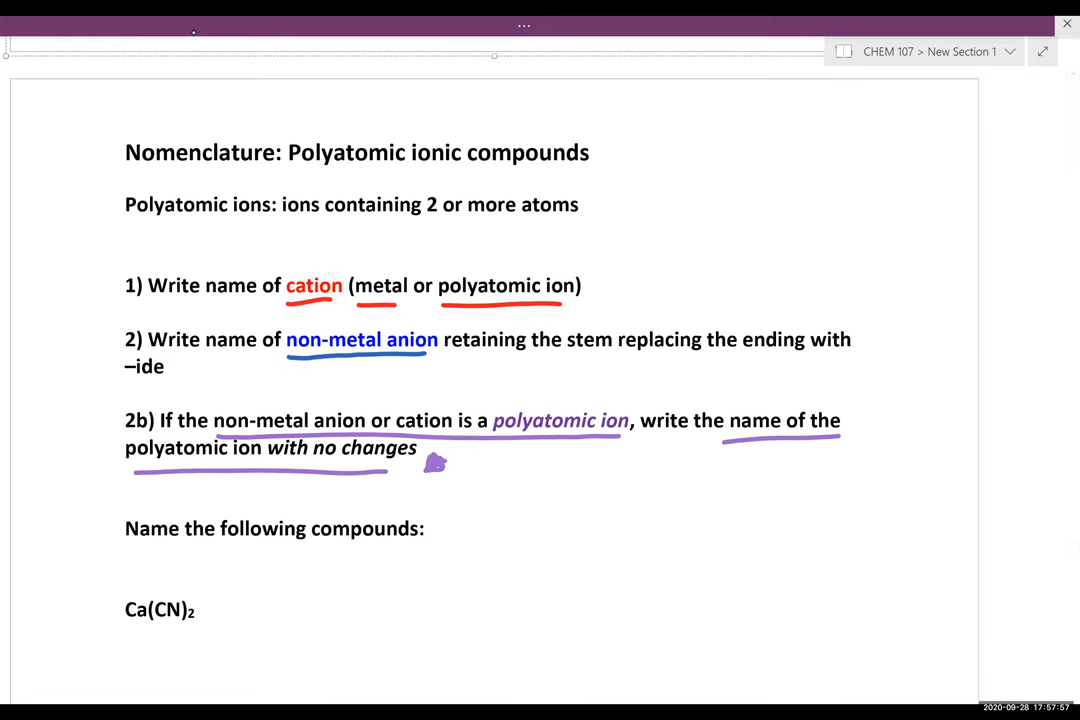 ...
CHEM 107 > New Section 1
Nomenclature: Polyatomic ionic compounds
Polyatomic ions: ions containing 2 or more atoms
1) Write name of cation (metal or polyatomic ion)
2) Write name of non-metal anion retaining the stem replacing the ending with
–ide
2b) If the non-metal anion or cation is a polyatomic ion, write the name of the
polyatomic ion with no changes
Name the following compounds:
Ca(CN)₂
2020-09-28 17:57:57